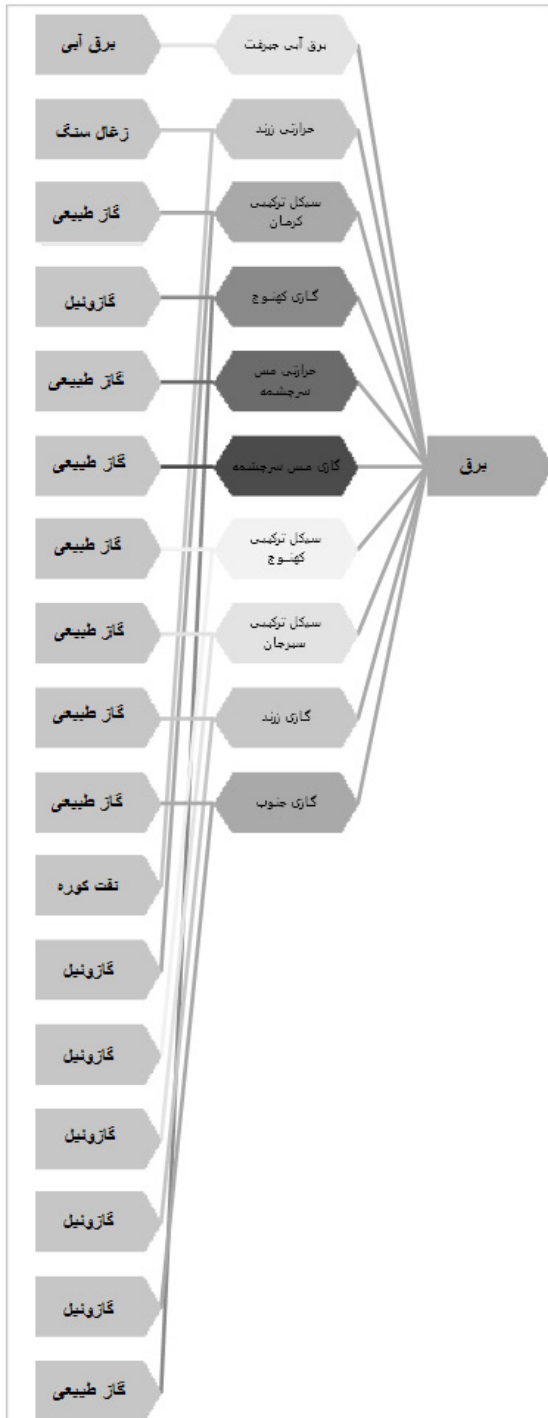 برق آبی
زغال سنگ
گاز طبیعی
گازوئیل
گاز طبیعی
گاز طبیعی
گاز طبیعی
گاز طبیعی
گاز طبیعی
گاز طبیعی
نفت کوره
گازوئیل
گازوئیل
گازوئیل
گازوئیل
گازوئیل
گاز طبیعی
برق آبی جیرفت
حرارتی زرند
سیکل ترکیبی
کرمان
گازی کهنوج
حرارتی مس
سرچشمه
گازی مس سرچشمه
سیکل ترکیبی
کهنوج
سیکل ترکیبی
سیرجان
گازی زرند
گازی جنوب
برق